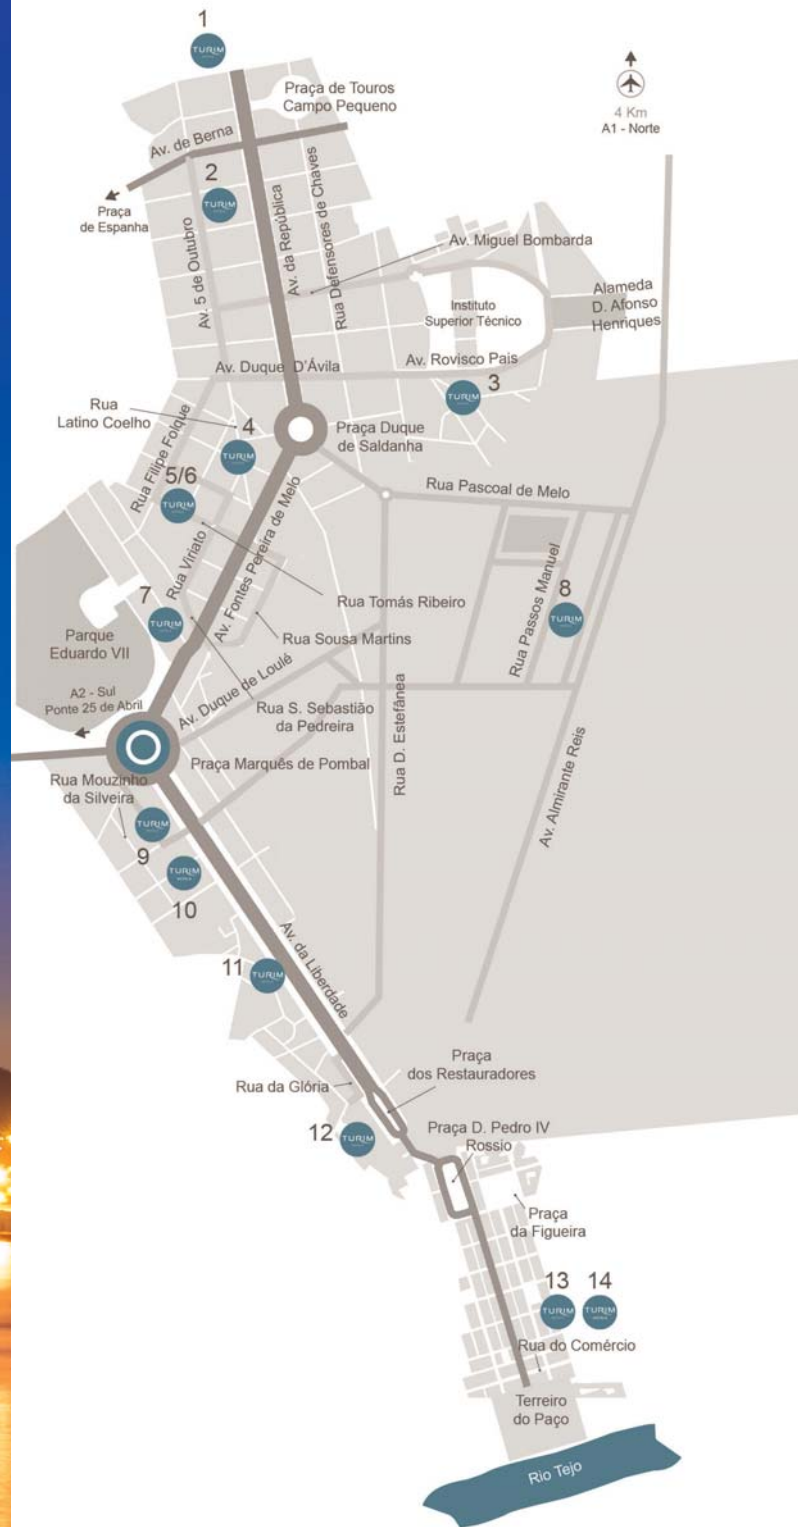 1
TURIM
Praça de Touros
Campo Pequeno
4 Km
A1 - Norte
Av. de Berna
2
TURIM
Praça
de Espanha
Av. 5 de Outubro
Av. da República
Rua Defensores de Chaves
Av. Miguel Bombarda
Instituto
Superior Técnico
Alameda
D. Afonso
Henriques
Av. Duque D'Ávila
Av. Rovisco Pais
3
TURIM
Rua
Latino Coelho
4
TURIM
Praça Duque
de Saldanha
Rua Filipe Folque
5/6
TURIM
Rua Pascoal de Melo
Rua Viriato
Av. Fontes Pereira de Melo
Rua Passos Manuel
8
TURIM
7
TURIM
Rua Tomás Ribeiro
Parque
Eduardo VII
Rua Sousa Martins
A2 - Sul
Ponte 25 de Abril
Av. Duque de Loulé
Rua S. Sebastião
da Pedreira
Rua D. Estefânea
Av. Almirante Reis
Praça Marquês de Pombal
Rua Mouzinho
da Silveira
TURIM
9
TURIM
10
11
TURIM
Av. da Liberdade
Praça
dos Restauradores
Rua da Glória
12
TURIM
Praça D. Pedro IV
Rossio
Praça
da Figueira
13
14
TURIM
TURIM
Rua do Comércio
Terreiro
do Paço
Rio Tejo